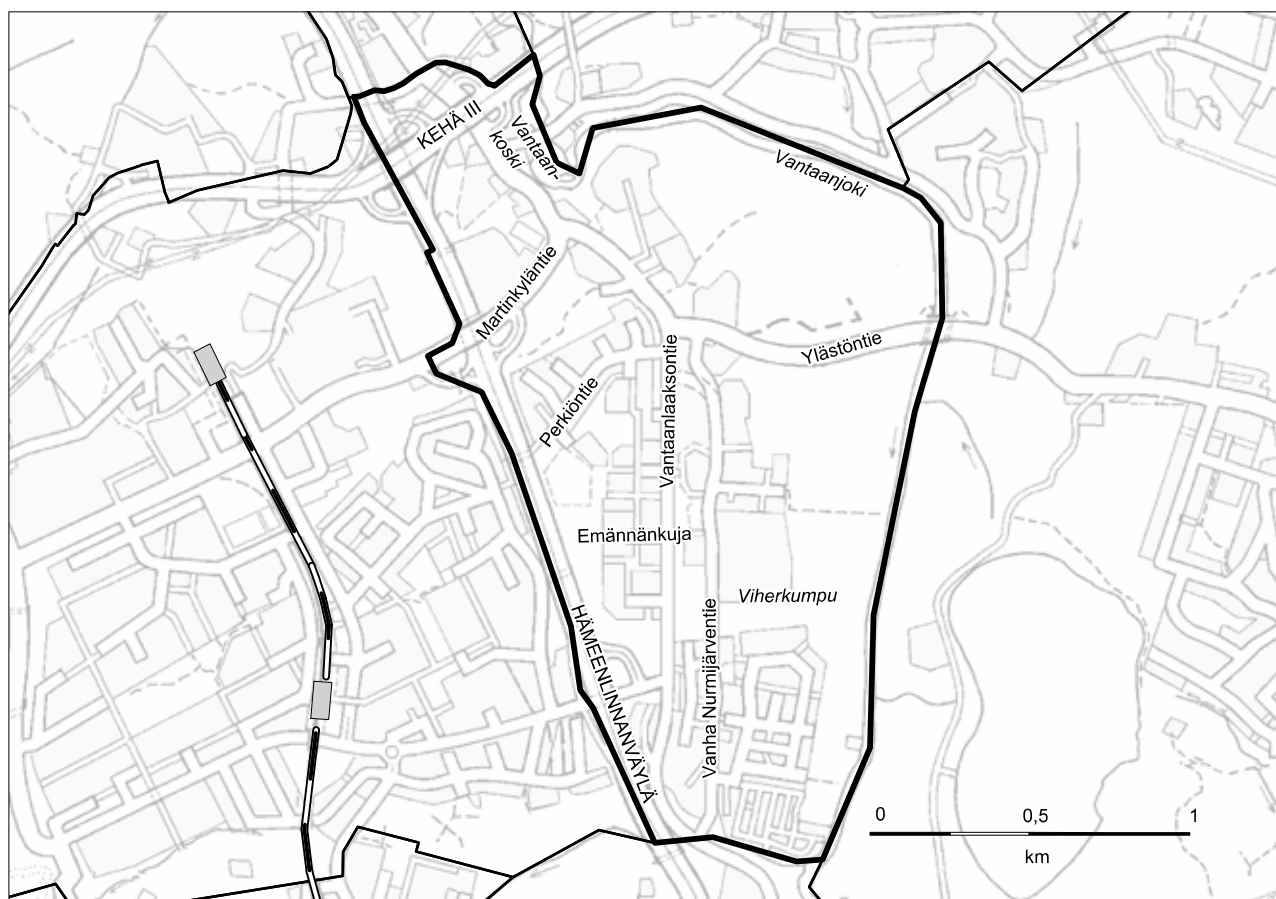 KEHÄ III
Vantaan-
koski
Vantaanjoki
Martinkyläntie
Ylästöntie
Perkiöntie
Vantaanlaaksontie
Emännänkuja
Viherkumpu
HÄMEENLINNANVÄYLÄ
Vanha Nurmijärventie
0 0,5 1
km